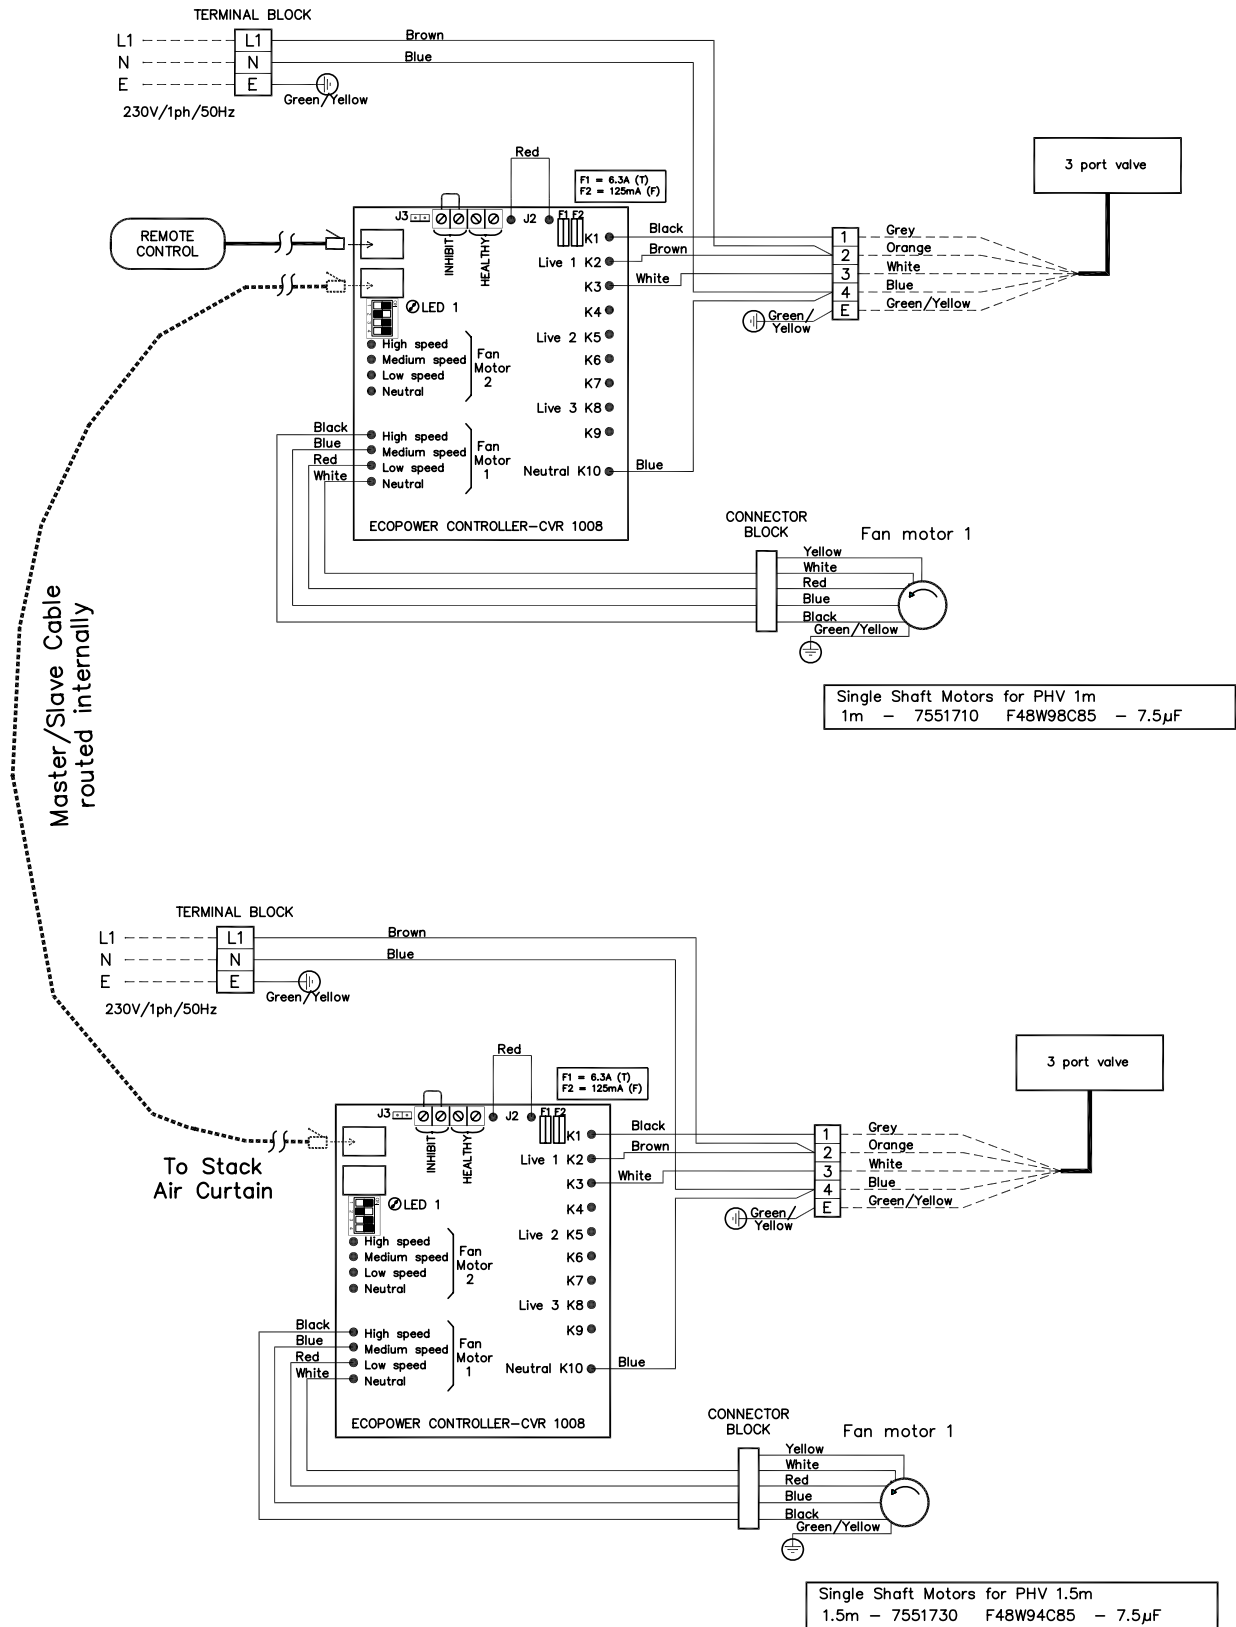 TERMINAL BLOCK
L1 L1 Brown
N N Blue
E E
Green/Yellow
230V/1ph/50Hz
Red
3 port valve
F1 = 6.3A (T)
F2 = 125mA (F)
J3 J2 F1 F2
REMOTE
CONTROL
INHIBIT
HEALTHY
K1 Black 1 Grey
Live 1 K2 Brown 2 Orange
K3 White 3 White
4 Blue
E Green/Yellow
Green/
Yellow
LED 1
K4
Live 2 K5
K6
K7
Live 3 K8
K9
Neutral K10 Blue
High speed
Medium speed
Low speed
Neutral
Fan
Motor
2
Black High speed
Blue Medium speed
Red Low speed
White Neutral
Fan
Motor
1
ECOPOWER CONTROLLER-CVR 1008
CONNECTOR
BLOCK
Fan motor 1
Yellow
White
Red
Blue
Black
Green/Yellow
Master/Slave Cable
routed internally
Single Shaft Motors for PHV 1m
1m - 7551710 F48W98C85 - 7.5µF
TERMINAL BLOCK
L1 L1 Brown
N N Blue
E E
Green/Yellow
230V/1ph/50Hz
Red
3 port valve
F1 = 6.3A (T)
F2 = 125mA (F)
J3 J2 F1 F2
To Stack
Air Curtain
INHIBIT
HEALTHY
K1 Black 1 Grey
Live 1 K2 Brown 2 Orange
K3 White 3 White
4 Blue
E Green/Yellow
Green/
Yellow
LED 1
K4
Live 2 K5
K6
K7
Live 3 K8
K9
Neutral K10 Blue
High speed
Medium speed
Low speed
Neutral
Fan
Motor
2
Black High speed
Blue Medium speed
Red Low speed
White Neutral
Fan
Motor
1
ECOPOWER CONTROLLER-CVR 1008
CONNECTOR
BLOCK
Fan motor 1
Yellow
White
Red
Blue
Black
Green/Yellow
Single Shaft Motors for PHV 1.5m
1.5m - 7551730 F48W94C85 - 7.5µF